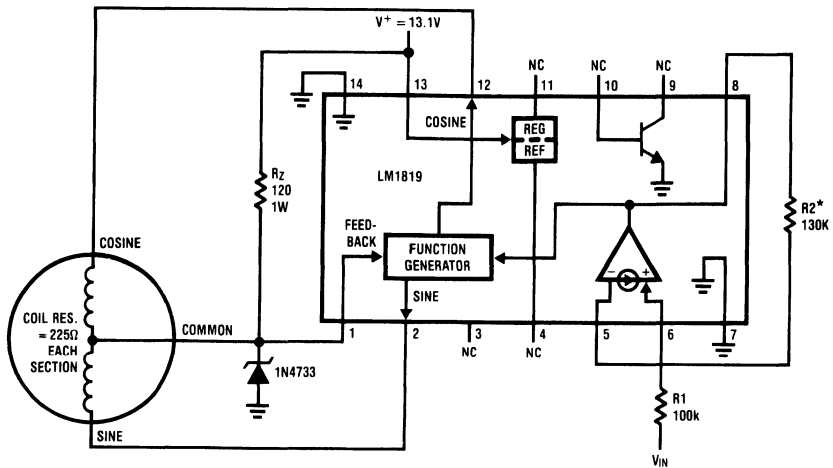 V+ = 13.1V
14
13
12
NC
11
NC
10
NC
9
8
COSINE
REG
REF
LM1819
RZ
120
1W
R2*
130K
FEED-
BACK
FUNCTION
GENERATOR
- +
COSINE
SINE
COIL RES.
= 225Ω
EACH
SECTION
COMMON
1
2
3
4
5
6
7
NC
NC
1N4733
R1
100k
SINE
VIN